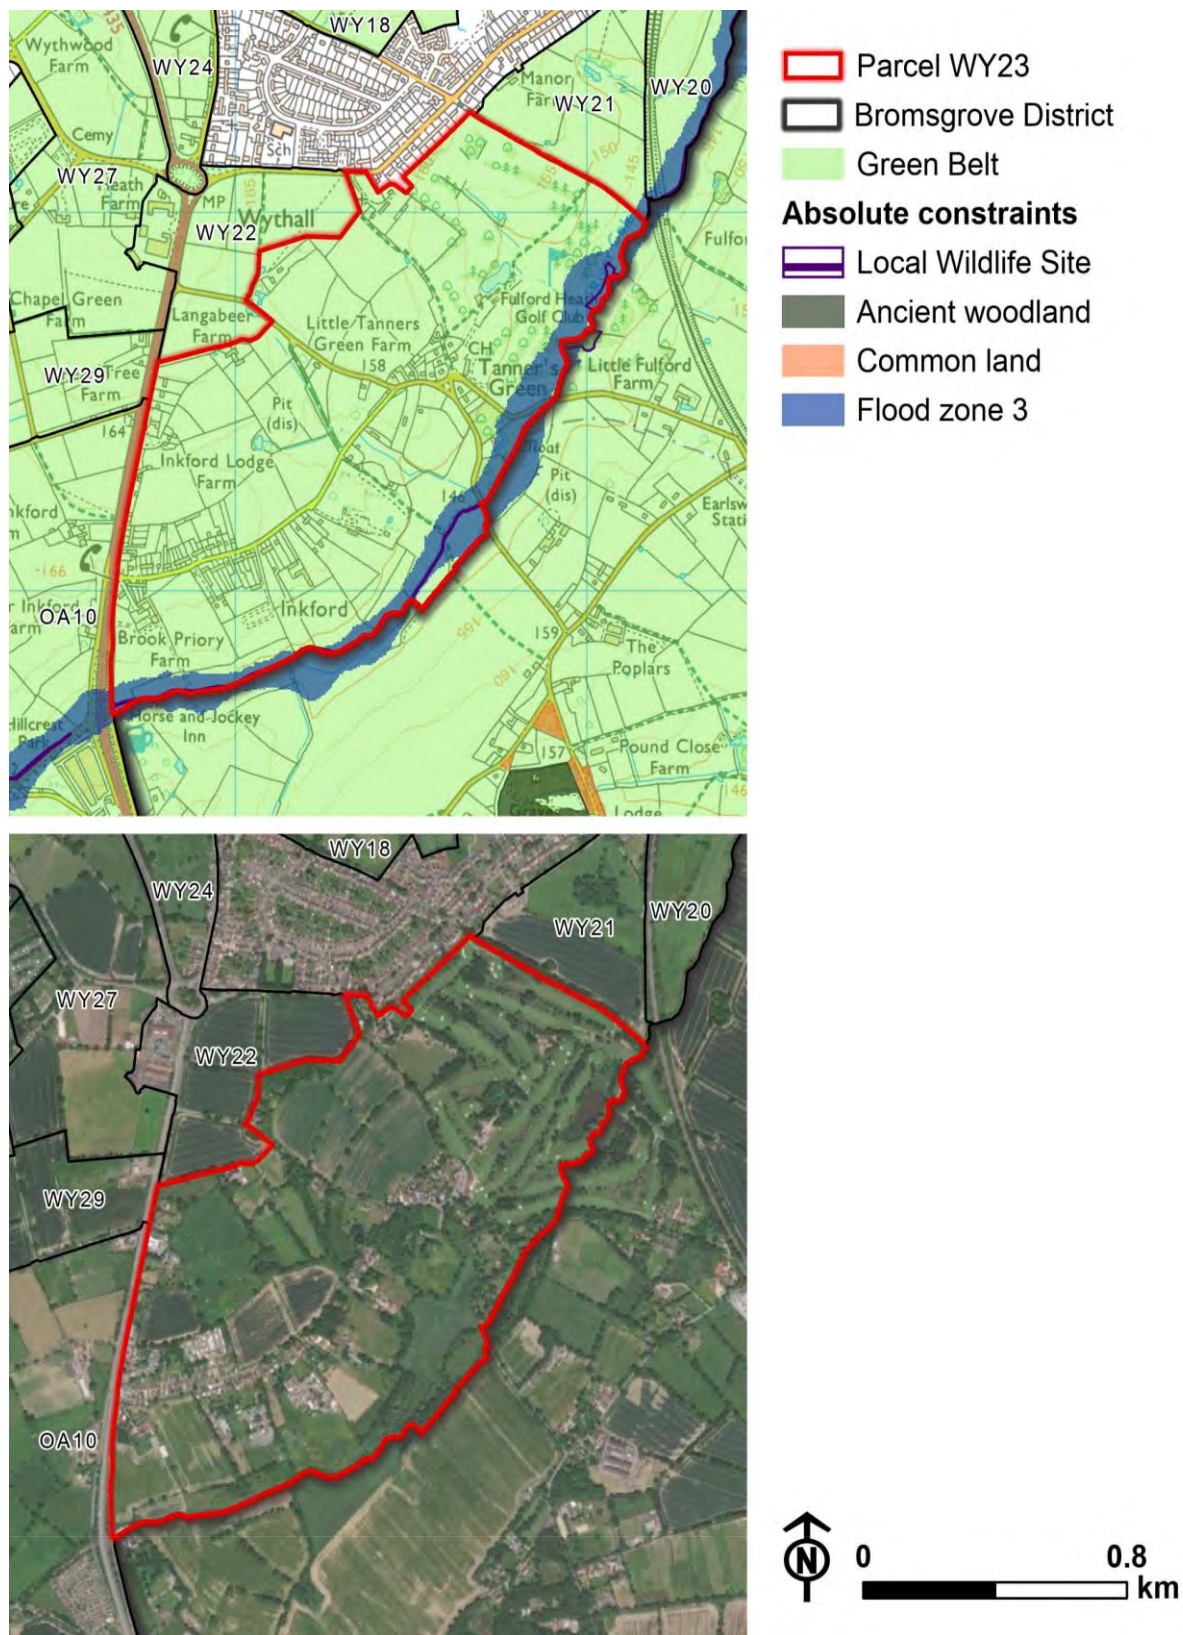 435
WY18
Wythwood
Farm
WY24
Manor
WY21
WY20
Cemy
Sch
150
145
160
155
WY27
Heath
Farm
MP
165
Wythall
WY22
Chapel Green
Farm
Langabeer
Farm
Little Tanners
Green Farm
158
Fulford Heath
Golf Club
CH
Tanner's
Green
Little Fulford
Farm
WY29
Tree
Farm
164
Pit
(dis)
Inkford Lodge
Farm
Pit
(dis)
146
166
OA10
Inkford
Brook Priory
Farm
159
The
Poplars
156
160
Hillcrest
Park
Horse and Jockey
Inn
157
Pound Close
Farm
146
Lodge
Parcel WY23
Bromsgrove District
Green Belt
Absolute constraints
Local Wildlife Site
Ancient woodland
Common land
Flood zone 3
WY18
WY24
WY21
WY20
WY27
WY22
WY29
OA10
N
0
0.8
km